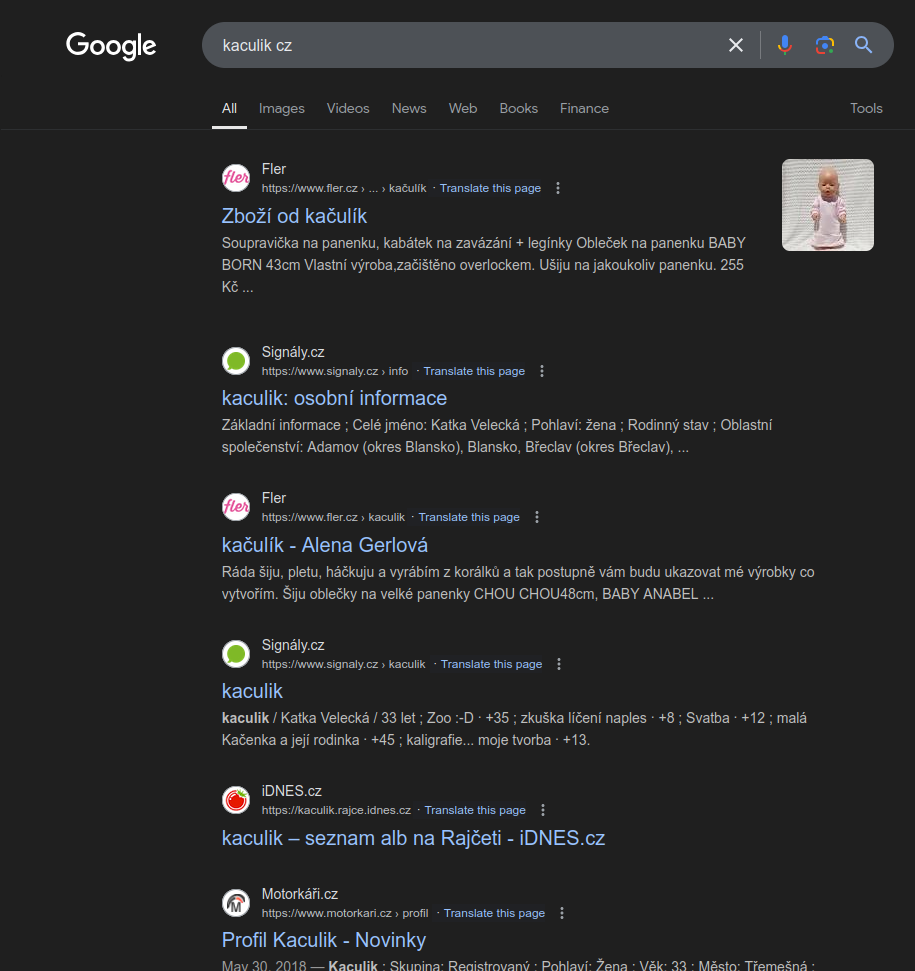 Google
kaculik cz
All Images Videos News Web Books Finance Tools
fler
Fler
https://www.fler.cz › ... › kačulík · Translate this page
Zboží od kačulík
Soupravička na panenku, kabátek na zavázání + legínky Obleček na panenku BABY
BORN 43cm Vlastní výroba,začištěno overlockem. Ušiju na jakoukoliv panenku. 255
Kč ...
Signály.cz
https://www.signaly.cz › info · Translate this page
kaculik: osobní informace
Základní informace ; Celé jméno: Katka Velecká ; Pohlaví: žena ; Rodinný stav ; Oblastní
společenství: Adamov (okres Blansko), Blansko, Břeclav (okres Břeclav), ...
fler
Fler
https://www.fler.cz › kaculik · Translate this page
kačulík - Alena Gerlová
Ráda šiju, pletu, háčkuju a vyrábím z korálků a tak postupně vám budu ukazovat mé výrobky co
vytvořím. Šiju oblečky na velké panenky CHOU CHOU48cm, BABY ANABEL ...
Signály.cz
https://www.signaly.cz › kaculik · Translate this page
kaculik
kaculik / Katka Velecká / 33 let ; Zoo :-D · +35 ; zkuška líčení naples · +8 ; Svatba · +12 ; malá
Kačenka a její rodinka · +45 ; kaligrafie... moje tvorba · +13.
iDNES.cz
https://kaculik.rajce.idnes.cz · Translate this page
kaculik – seznam alb na Rajčeti - iDNES.cz
M
Motorkáři.cz
https://www.motorkari.cz › profil · Translate this page
Profil Kaculik - Novinky
May 30, 2018 — Kaculik ; Skupina: Registrovaný ; Pohlaví: Žena ; Věk: 33 ; Město: Třemešná ;